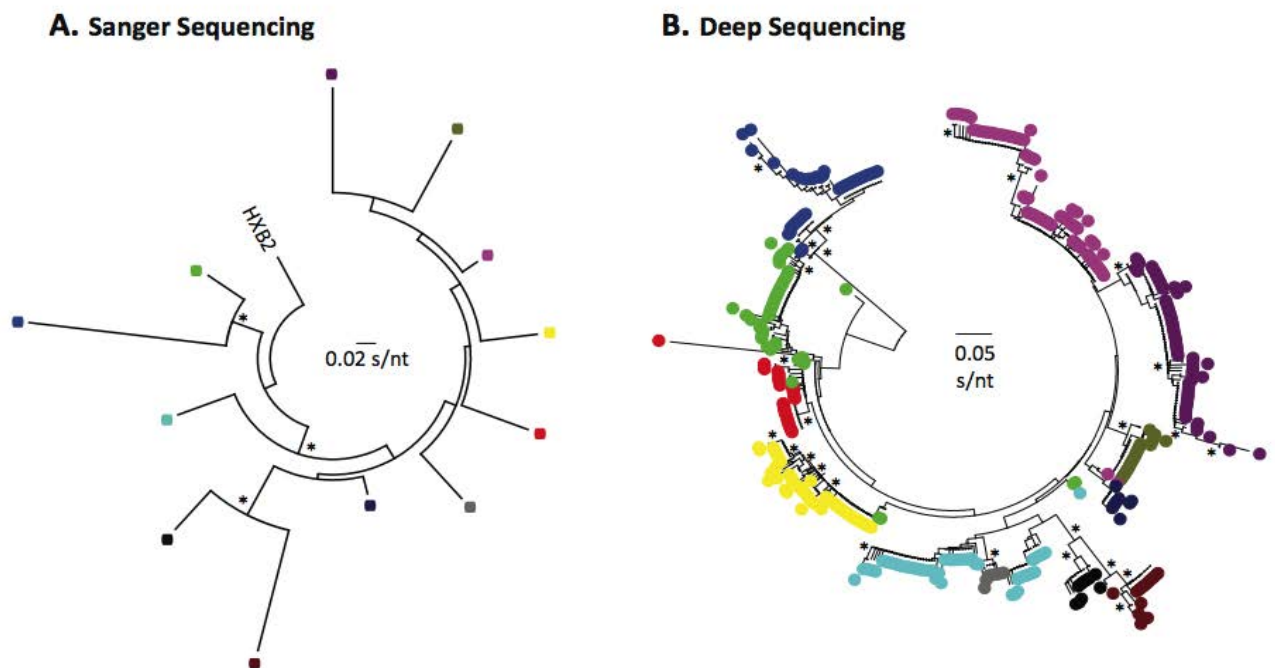 A. Sanger Sequencing
B. Deep Sequencing
HXB2
0.02 s/nt
0.05
s/nt